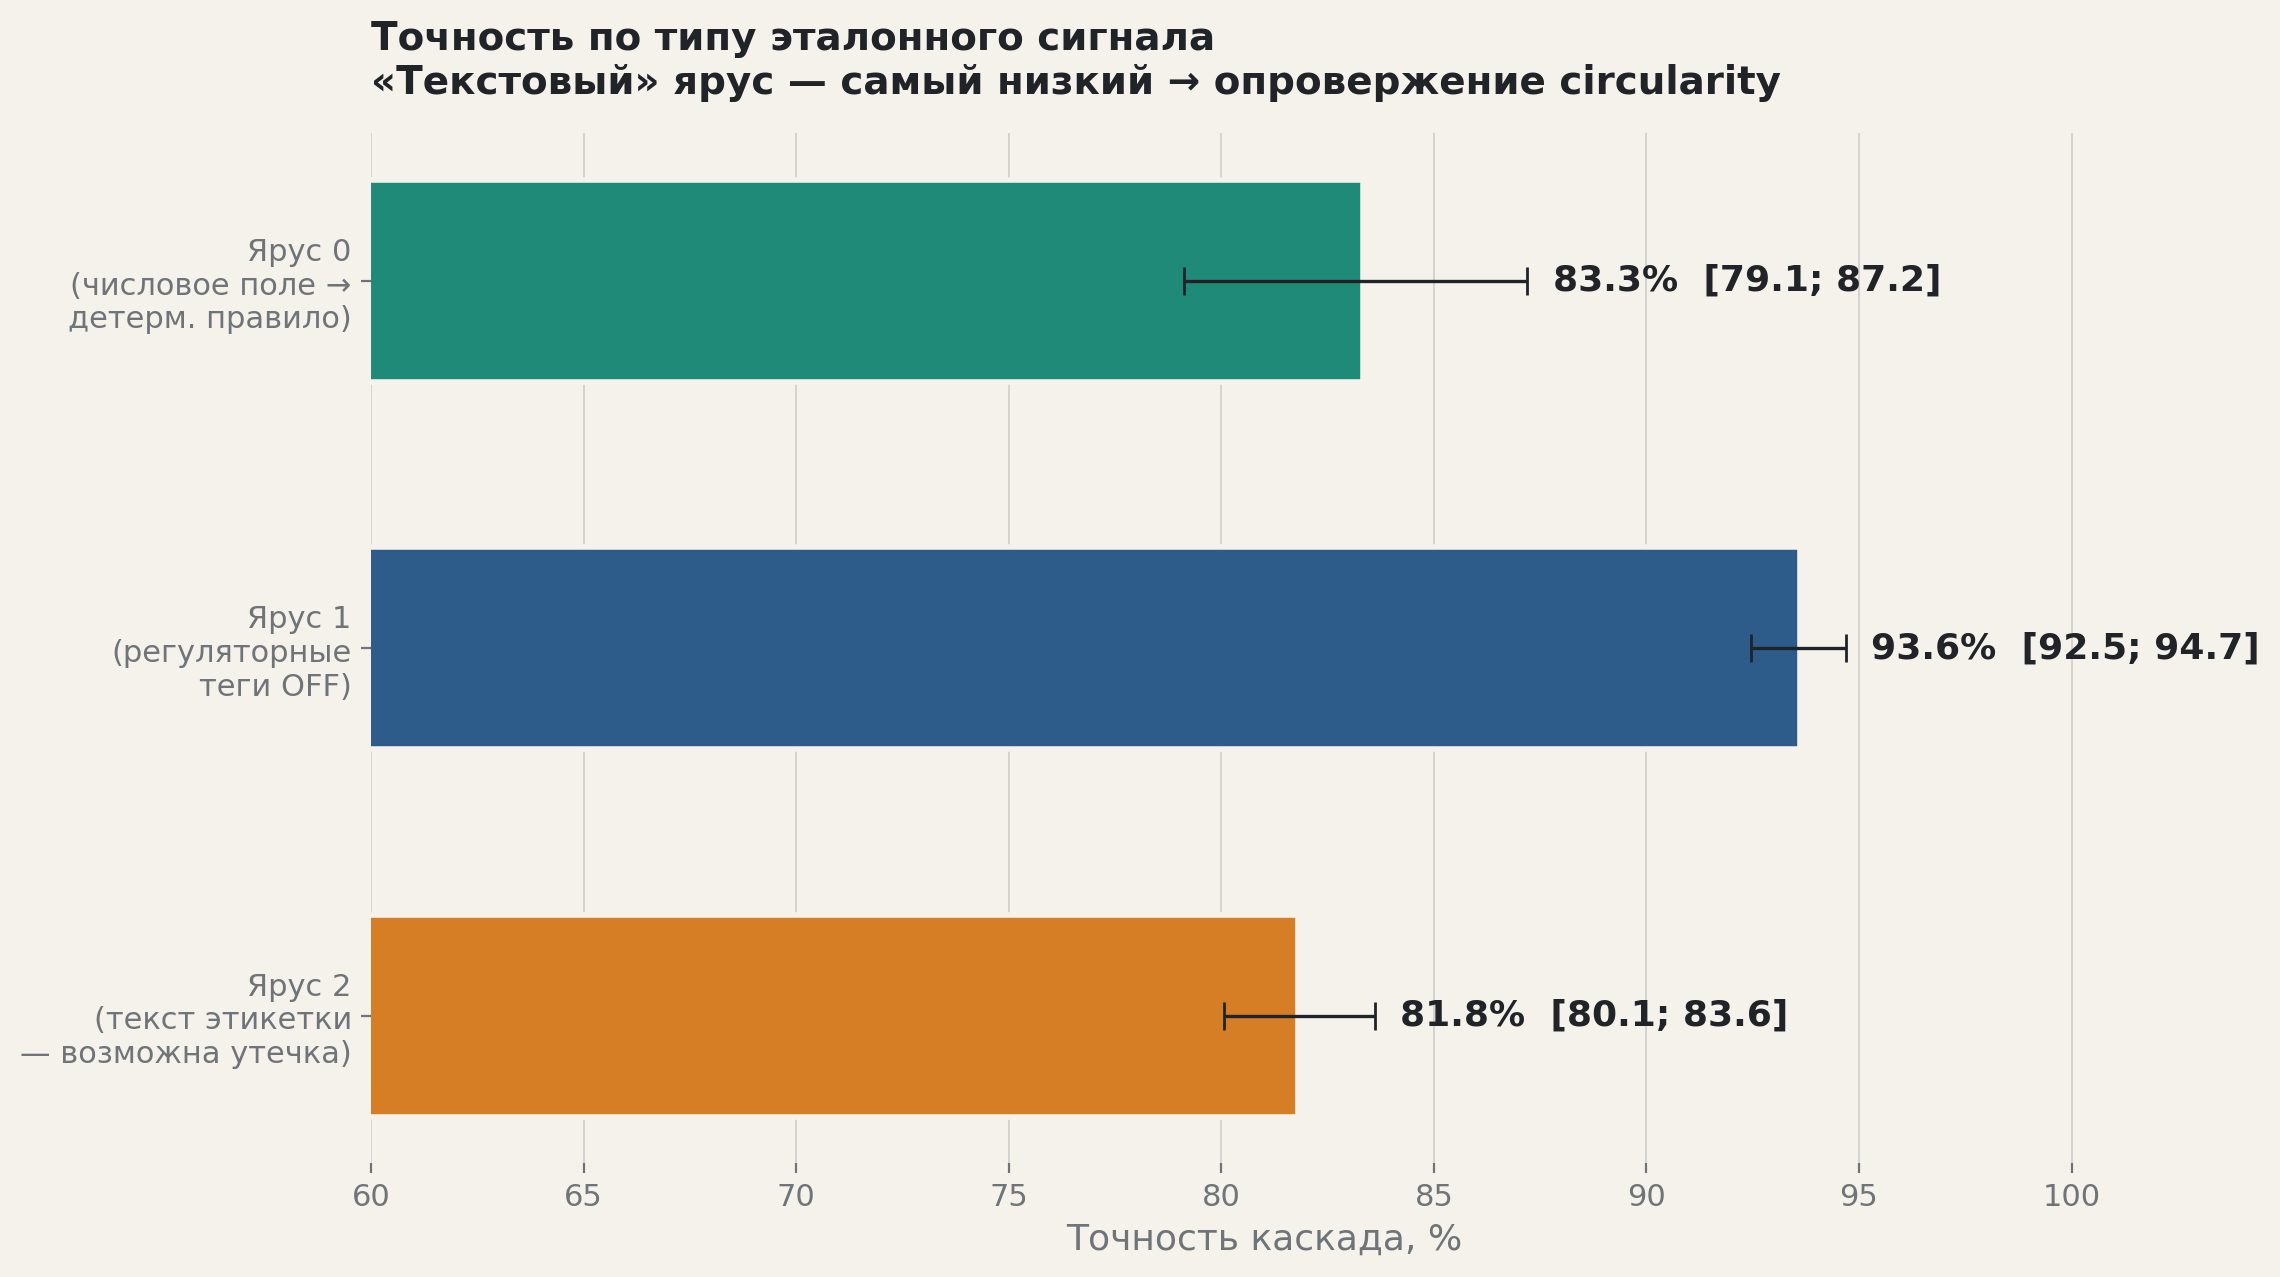 Точность по типу эталонного сигнала
«Текстовый» ярус — самый низкий → опровержение circularity
Ярус 0
(числовое поле →
детерм. правило)
83.3%  [79.1; 87.2]
Ярус 1
(регуляторные
теги OFF)
93.6%  [92.5; 94.7]
Ярус 2
(текст этикетки
— возможна утечка)
81.8%  [80.1; 83.6]
60 65 70 75 80 85 90 95 100
Точность каскада, %